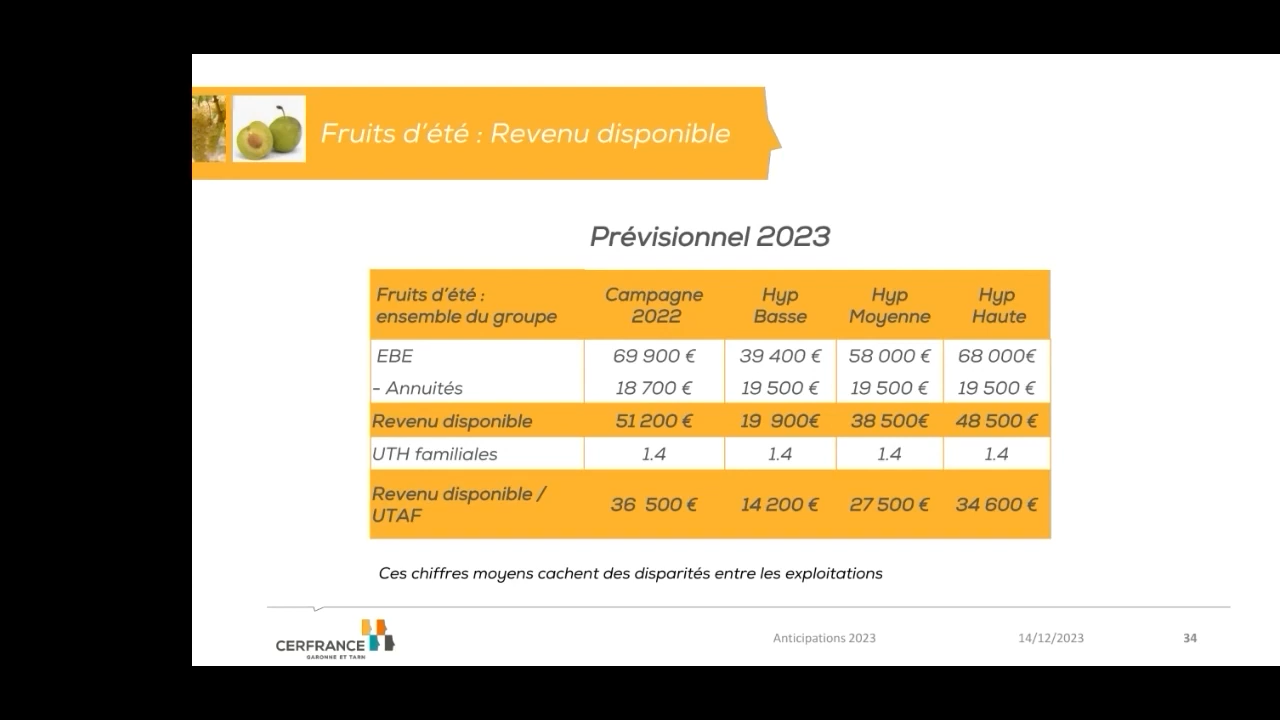 Fruits d'été : Revenu disponible
Prévisionnel 2023
Fruits d'été : ensemble du groupe | Campagne 2022 | Hyp Basse | Hyp Moyenne | Hyp Haute
EBE 69 900 € 39 400 € 58 000 € 68 000€
- Annuités 18 700 € 19 500 € 19 500 € 19 500 €
Revenu disponible 51 200 € 19 900€ 38 500€ 48 500 €
UTH familiales 1.4 1.4 1.4 1.4
Revenu disponible / UTAF 36 500 € 14 200 € 27 500 € 34 600 €
Ces chiffres moyens cachent des disparités entre les exploitations
CERFRANCE
GARONNE ET TARN
Anticipations 2023 14/12/2023 34